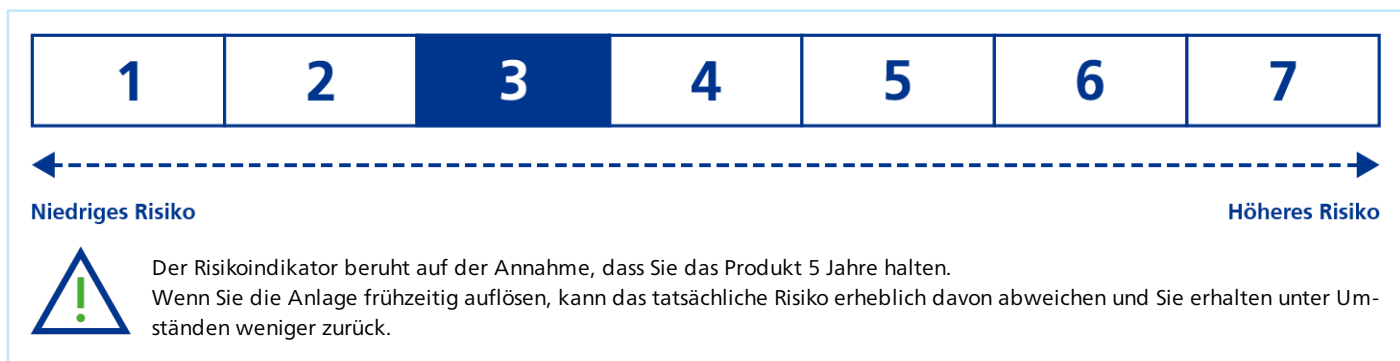 1 2 3 4 5 6 7
Niedriges Risiko Höheres Risiko
Der Risikoindikator beruht auf der Annahme, dass Sie das Produkt 5 Jahre halten.
Wenn Sie die Anlage frühzeitig auflösen, kann das tatsächliche Risiko erheblich davon abweichen und Sie erhalten unter Um-
ständen weniger zurück.